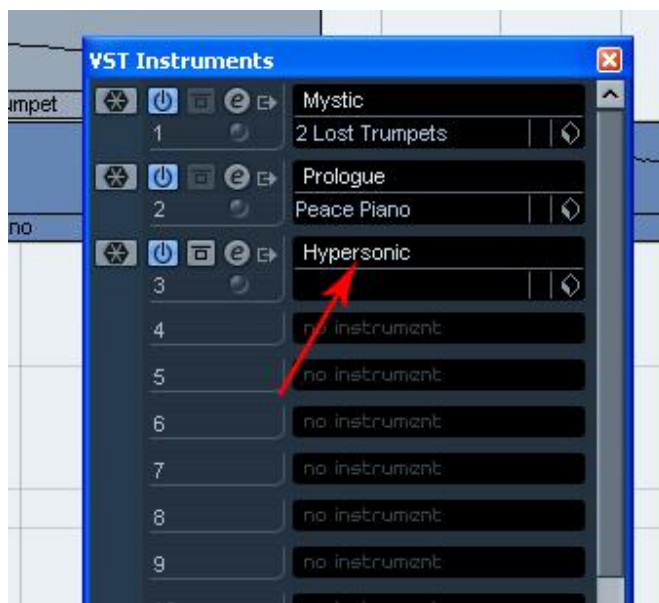 VST Instruments
umpet
Mystic
1
2 Lost Trumpets
Prologue
2
Peace Piano
no
Hypersonic
3
4
no instrument
5
no instrument
6
no instrument
7
no instrument
8
no instrument
9
no instrument